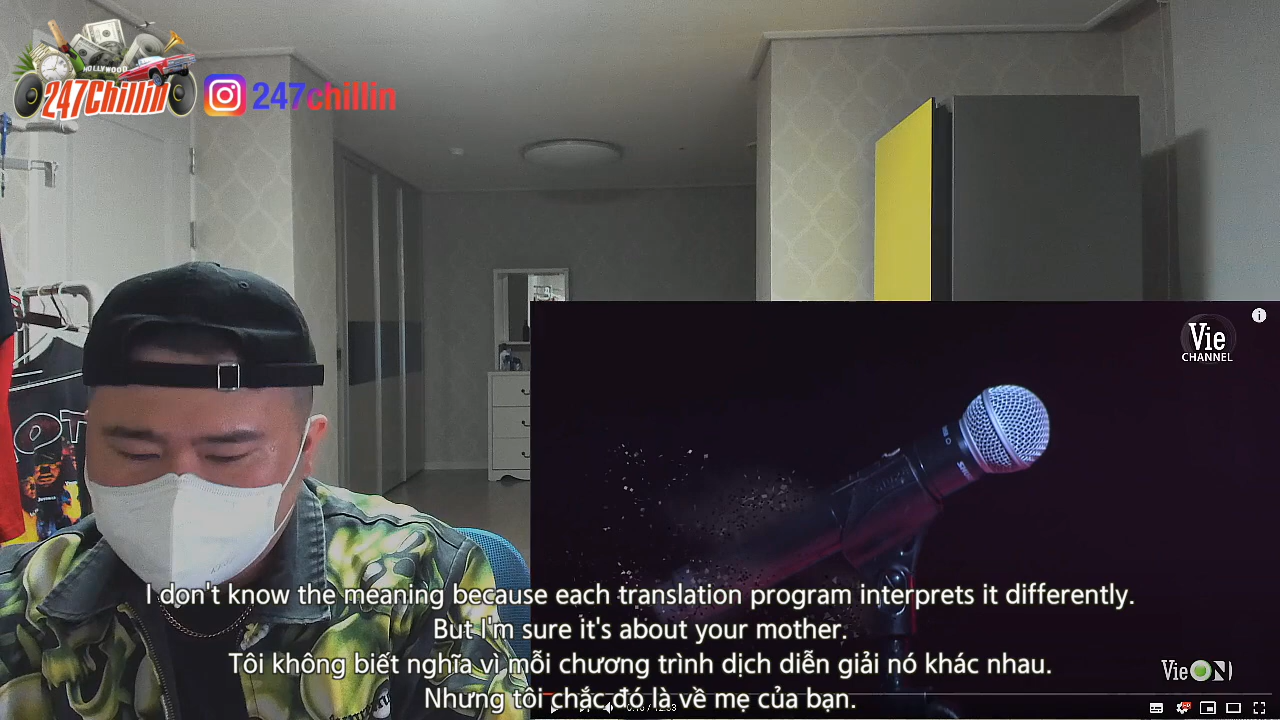 HOLLYWOOD
247Chillin
247chillin
OT
i
Vie
CHANNEL
I don't know the meaning because each translation program interprets it differently.
But I'm sure it's about your mother.
Tôi không biết nghĩa vì mỗi chương trình dịch diễn giải nó khác nhau.
Nhưng tôi chắc đó là về mẹ của bạn.
VieON